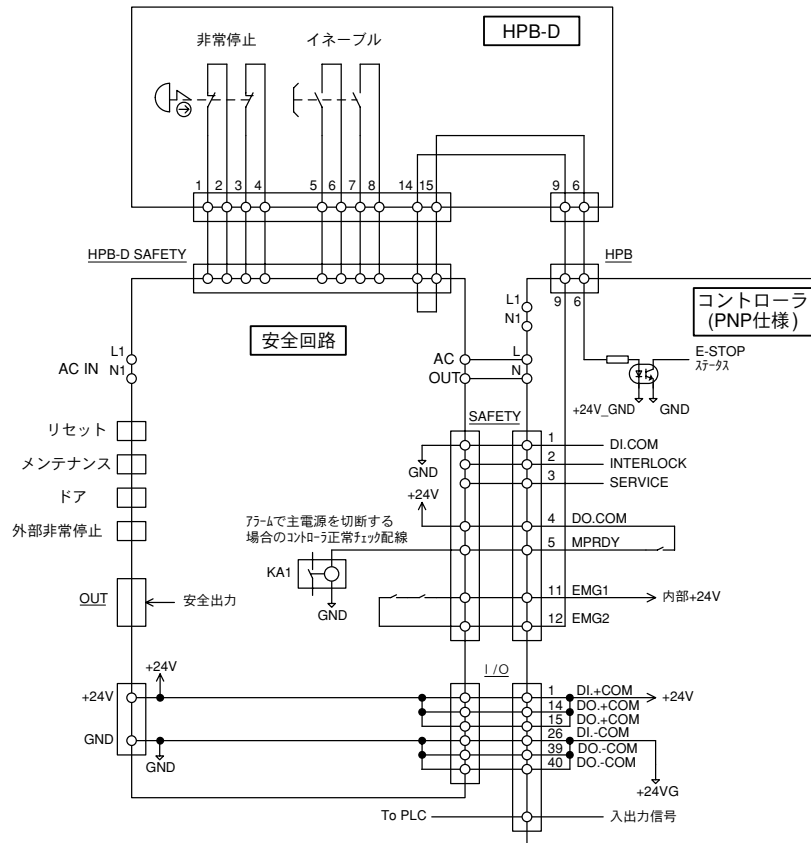 HPB-D
非常停止 イネーブル
1 2 3 4 5 6 7 8 14 15 9 6
HPB-D SAFETY
HPB
9 6
コントローラ
(PNP仕様)
安全回路
L1
N1
L1
N1
AC IN
AC
OUT
L
N
E-STOP
ステータス
+24V_GND GND
リセット
メンテナンス
ドア
外部非常停止
OUT
安全出力
SAFETY
GND
+24V
1 DI.COM
2 INTERLOCK
3 SERVICE
4 DO.COM
5 MPRDY
11 EMG1
12 EMG2
内部+24V
アラームで主電源を切断する
場合のコントローラ正常チェック配線
KA1
GND
I/O
+24V
+24V
GND
GND
1 DI.+COM
14 DO.+COM
15 DO.+COM
26 DI.-COM
39 DO.-COM
40 DO.-COM
+24V
+24VG
To PLC
入出力信号